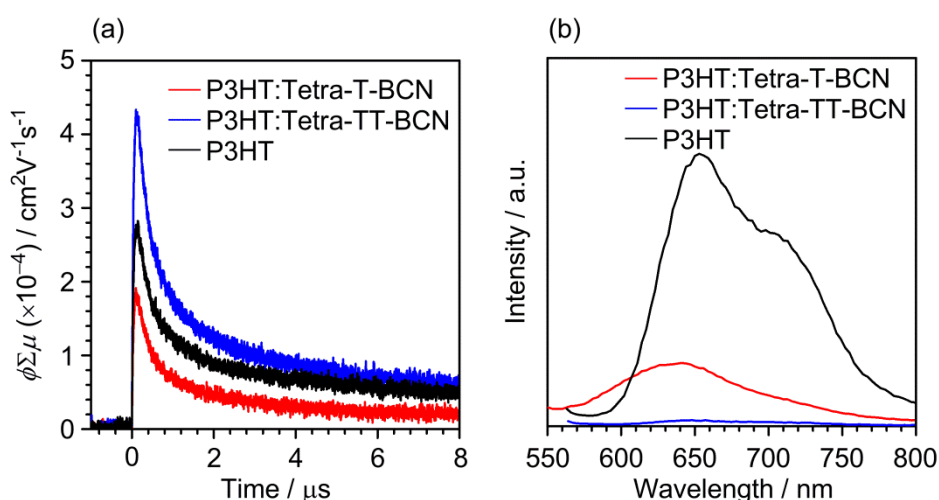 (a)
5
4
3
2
1
0
ϕΣμ (×10⁻⁴) / cm²V⁻¹s⁻¹
P3HT:Tetra-T-BCN
P3HT:Tetra-TT-BCN
P3HT
0 2 4 6 8
Time / μs
(b)
P3HT:Tetra-T-BCN
P3HT:Tetra-TT-BCN
P3HT
Intensity / a.u.
550 600 650 700 750 800
Wavelength / nm